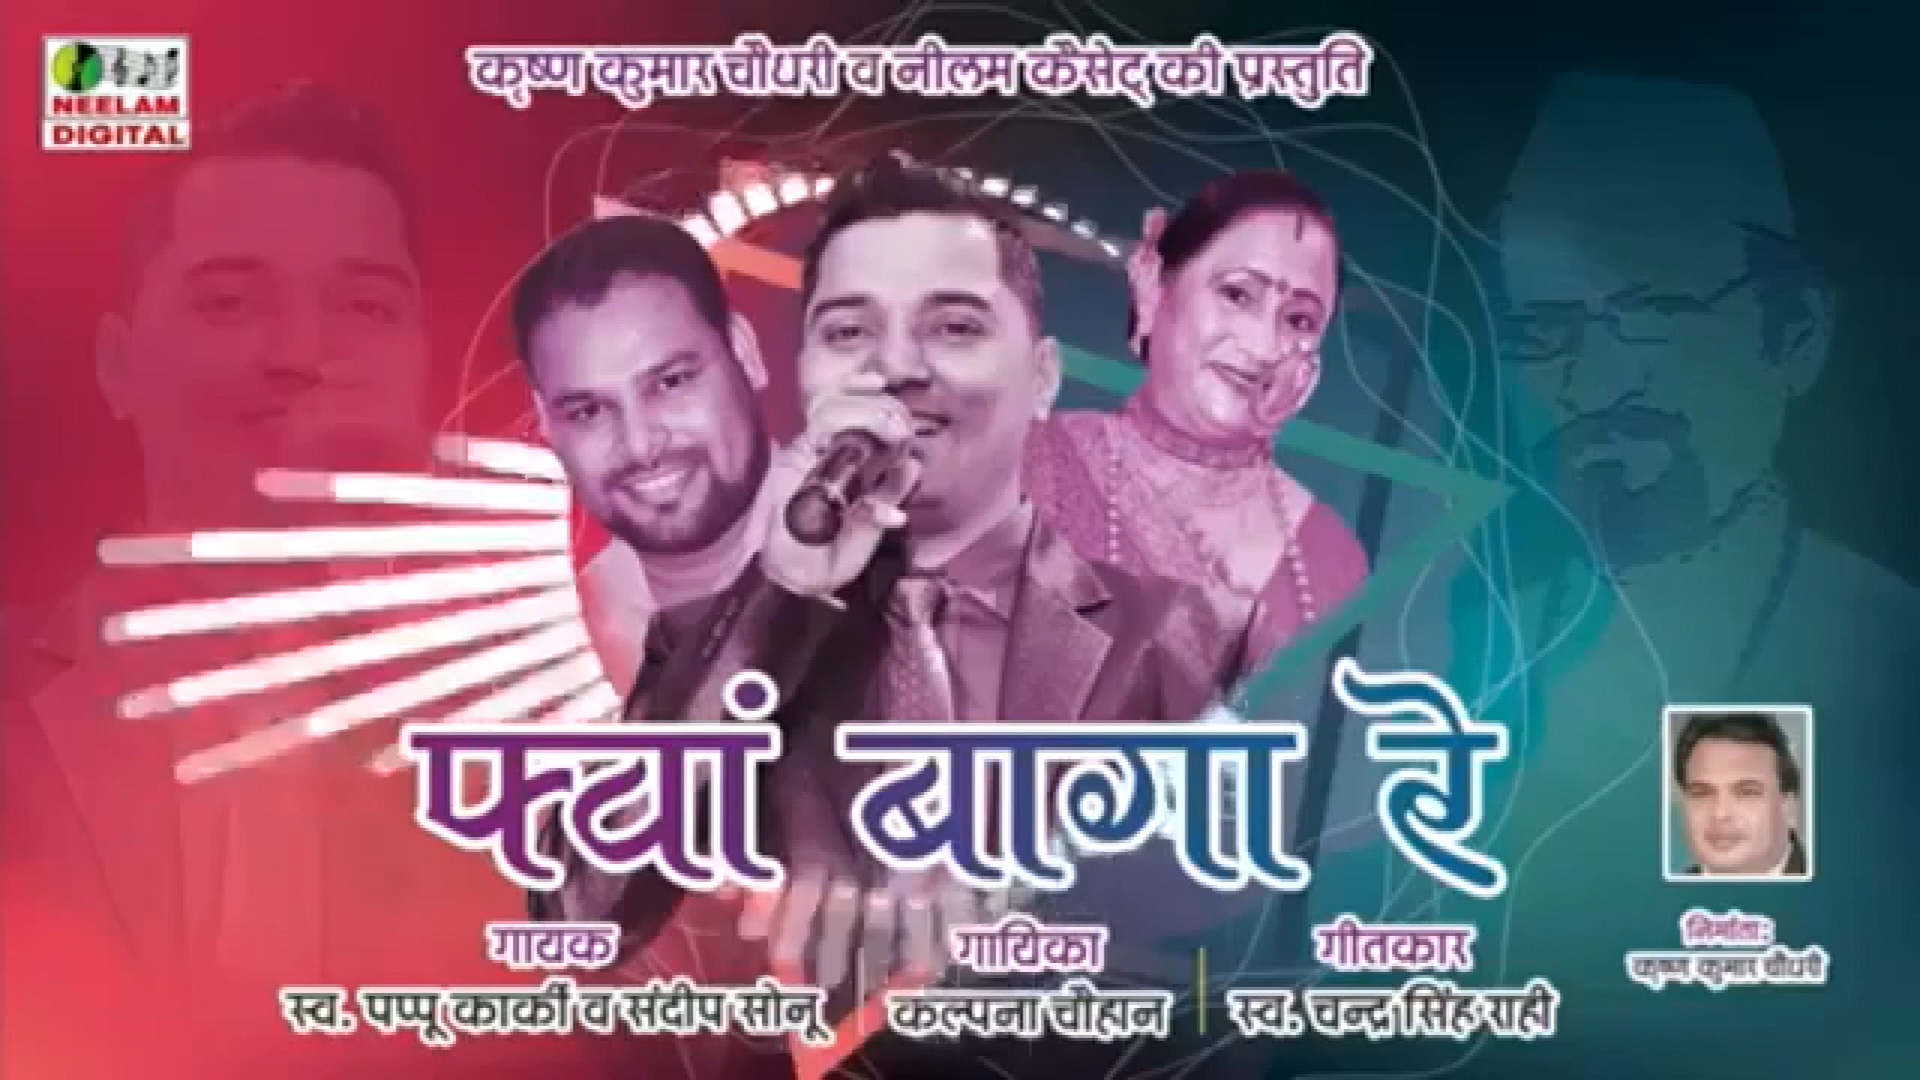 कृष्ण कुमार चौधरी व नीलम कैसेट् की प्रस्तुति
NEELAM
DIGITAL
फ्वां बागा रे
गायक
स्व. पप्पू कार्की व संदीप सोनू
गायिका
कल्पना चौहान
गीतकार
स्व. चन्द्र सिंह राही
निर्माता:
कृष्ण कुमार चौधरी